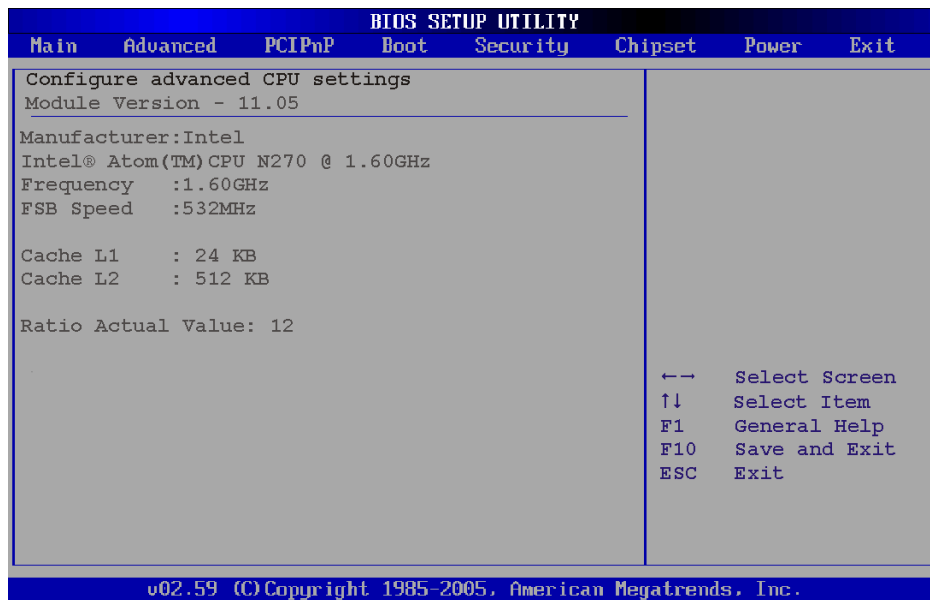 BIOS SETUP UTILITY
Main Advanced PCIPnP Boot Security Chipset Power Exit
Configure advanced CPU settings
Module Version - 11.05
Manufacturer:Intel
Intel® Atom(TM)CPU N270 @ 1.60GHz
Frequency :1.60GHz
FSB Speed :532MHz
Cache L1 : 24 KB
Cache L2 : 512 KB
Ratio Actual Value: 12
←→ Select Screen
↑↓ Select Item
F1 General Help
F10 Save and Exit
ESC Exit
v02.59 (C)Copyright 1985-2005, American Megatrends, Inc.